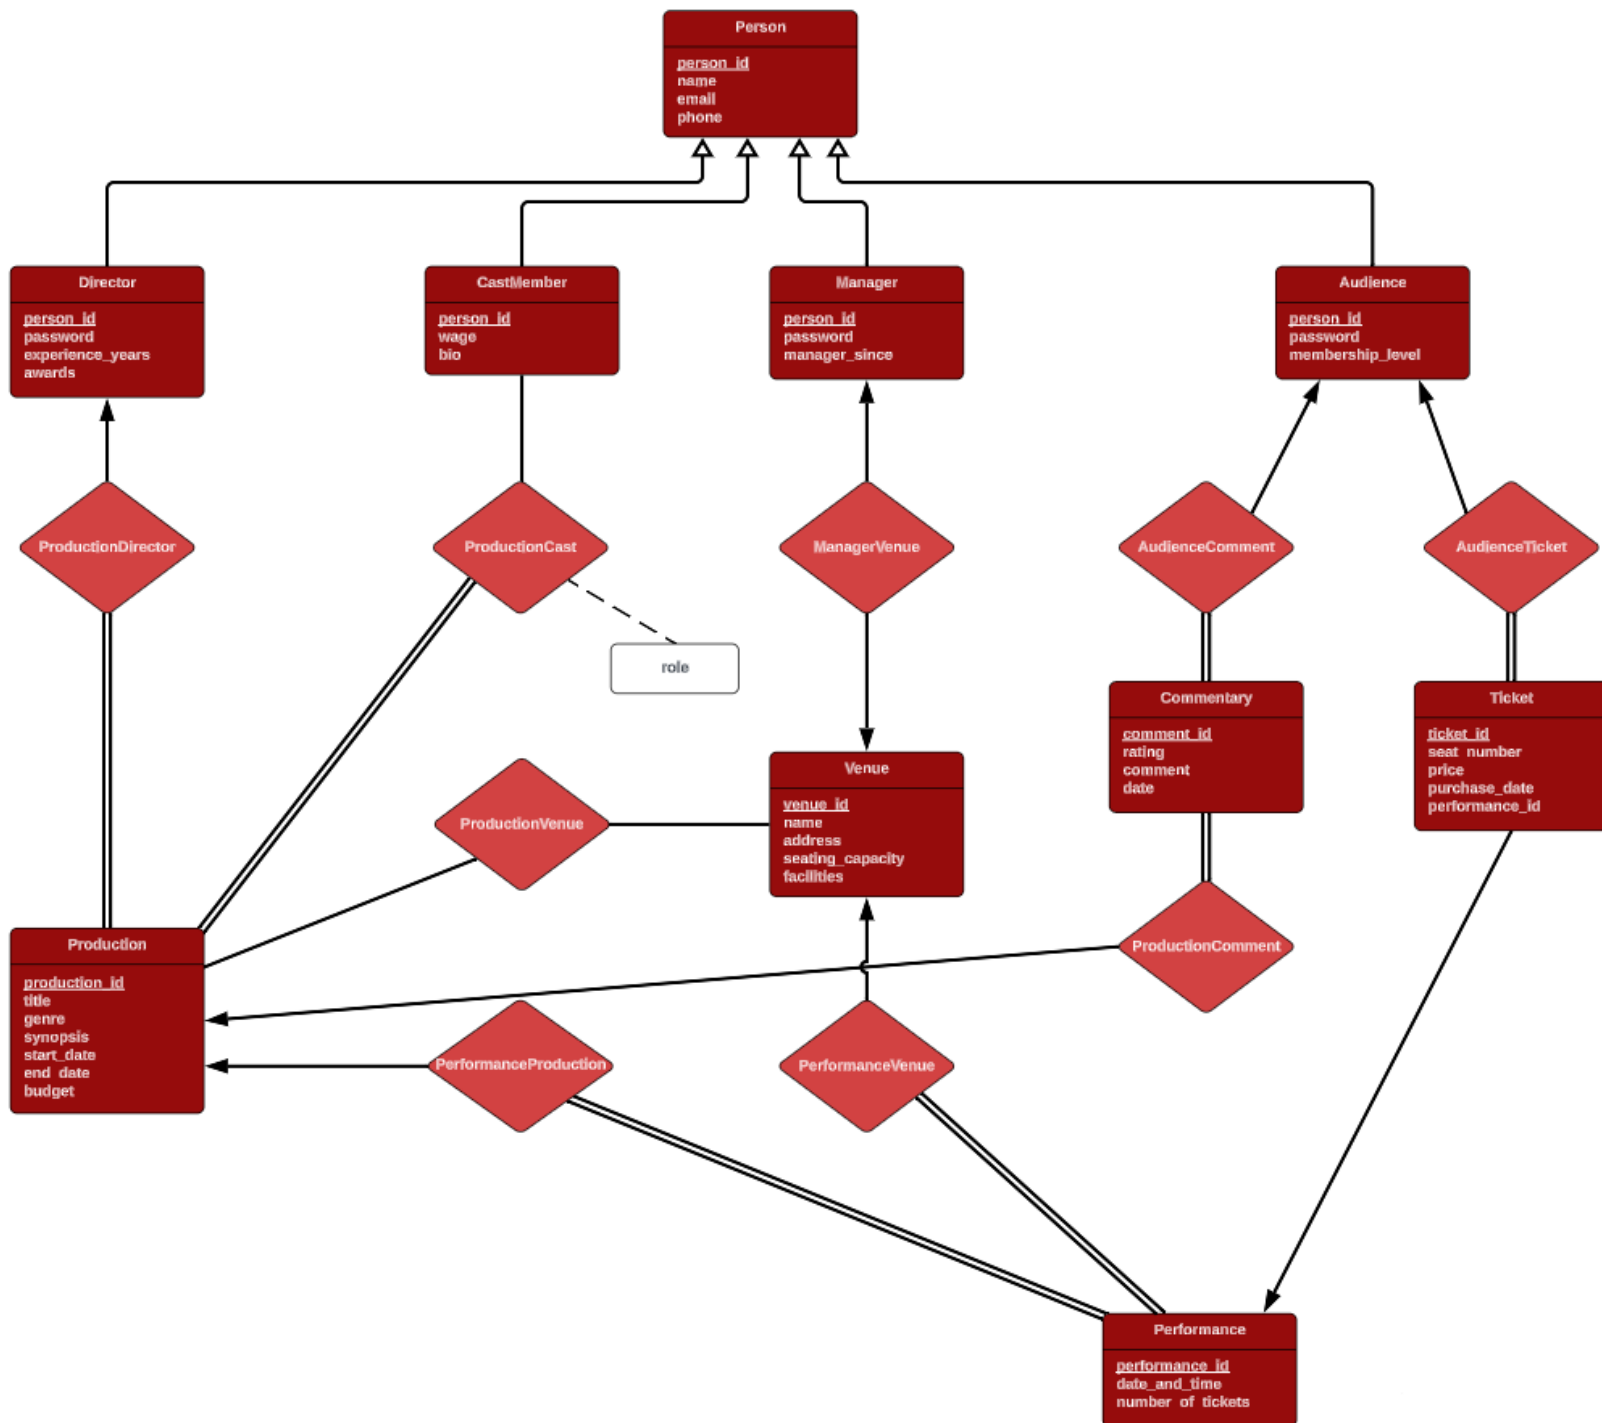 Person
person_id
name
email
phone
Director
person_id
password
experience_years
awards
CastMember
person_id
wage
bio
Manager
person_id
password
manager_since
Audience
person_id
password
membership_level
ProductionDirector
ProductionCast
ManagerVenue
AudienceComment
AudienceTicket
role
Commentary
comment_id
rating
comment
date
Ticket
ticket_id
seat_number
price
purchase_date
performance_id
ProductionVenue
Venue
venue_id
name
address
seating_capacity
facilities
Production
production_id
title
genre
synopsis
start_date
end_date
budget
ProductionComment
PerformanceProduction
PerformanceVenue
Performance
performance_id
date_and_time
number_of_tickets